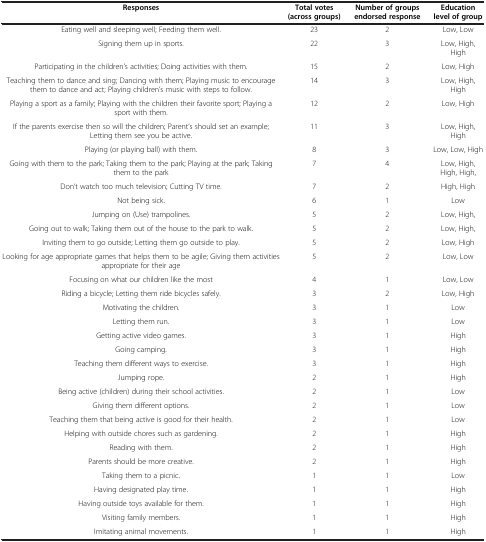 Responses Total votes (across groups) Number of groups endorsed response Education level of group
Eating well and sleeping well; Feeding them well. 23 2 Low, Low
Signing them up in sports. 22 3 Low, High, High
Participating in the children's activities; Doing activities with them. 15 2 Low, High
Teaching them to dance and sing; Dancing with them; Playing music to encourage them to dance and act; Playing children's music with steps to follow. 14 3 Low, High, High
Playing a sport as a family; Playing with the children their favorite sport; Playing a sport with them. 12 2 Low, High
If the parents exercise then so will the children; Parent's should set an example; Letting them see you be active. 11 3 Low, High, High
Playing (or playing ball) with them. 8 3 Low, Low, High
Going with them to the park; Taking them to the park; Playing at the park; Taking them to the park 7 4 Low, High, High, High,
Don't watch too much television; Cutting TV time. 7 2 High, High
Not being sick. 6 1 Low
Jumping on (Use) trampolines. 5 2 Low, High,
Going out to walk; Taking them out of the house to the park to walk. 5 2 Low, High,
Inviting them to go outside; Letting them go outside to play. 5 2 Low, High
Looking for age appropriate games that helps them to be agile; Giving them activities appropriate for their age 5 2 Low, Low
Focusing on what our children like the most 4 1 Low, Low
Riding a bicycle; Letting them ride bicycles safely. 3 2 Low, High
Motivating the children. 3 1 Low
Letting them run. 3 1 Low
Getting active video games. 3 1 High
Going camping. 3 1 High
Teaching them different ways to exercise. 3 1 High
Jumping rope. 2 1 High
Being active (children) during their school activities. 2 1 Low
Giving them different options. 2 1 Low
Teaching them that being active is good for their health. 2 1 Low
Helping with outside chores such as gardening. 2 1 High
Reading with them. 2 1 High
Parents should be more creative. 2 1 High
Taking them to a picnic. 1 1 Low
Having designated play time. 1 1 High
Having outside toys available for them. 1 1 High
Visiting family members. 1 1 High
Imitating animal movements. 1 1 High